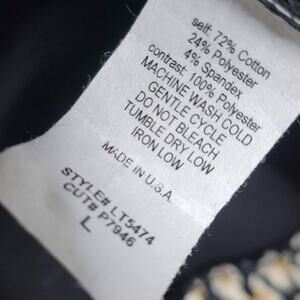 self: 72% Cotton
24% Polyester
4% Spandex
contrast: 100% Polyester
MACHINE WASH COLD
GENTLE CYCLE
DO NOT BLEACH
TUMBLE DRY LOW
IRON LOW
MADE IN U.S.A.
STYLE# LT5474
CUT# P7946
L